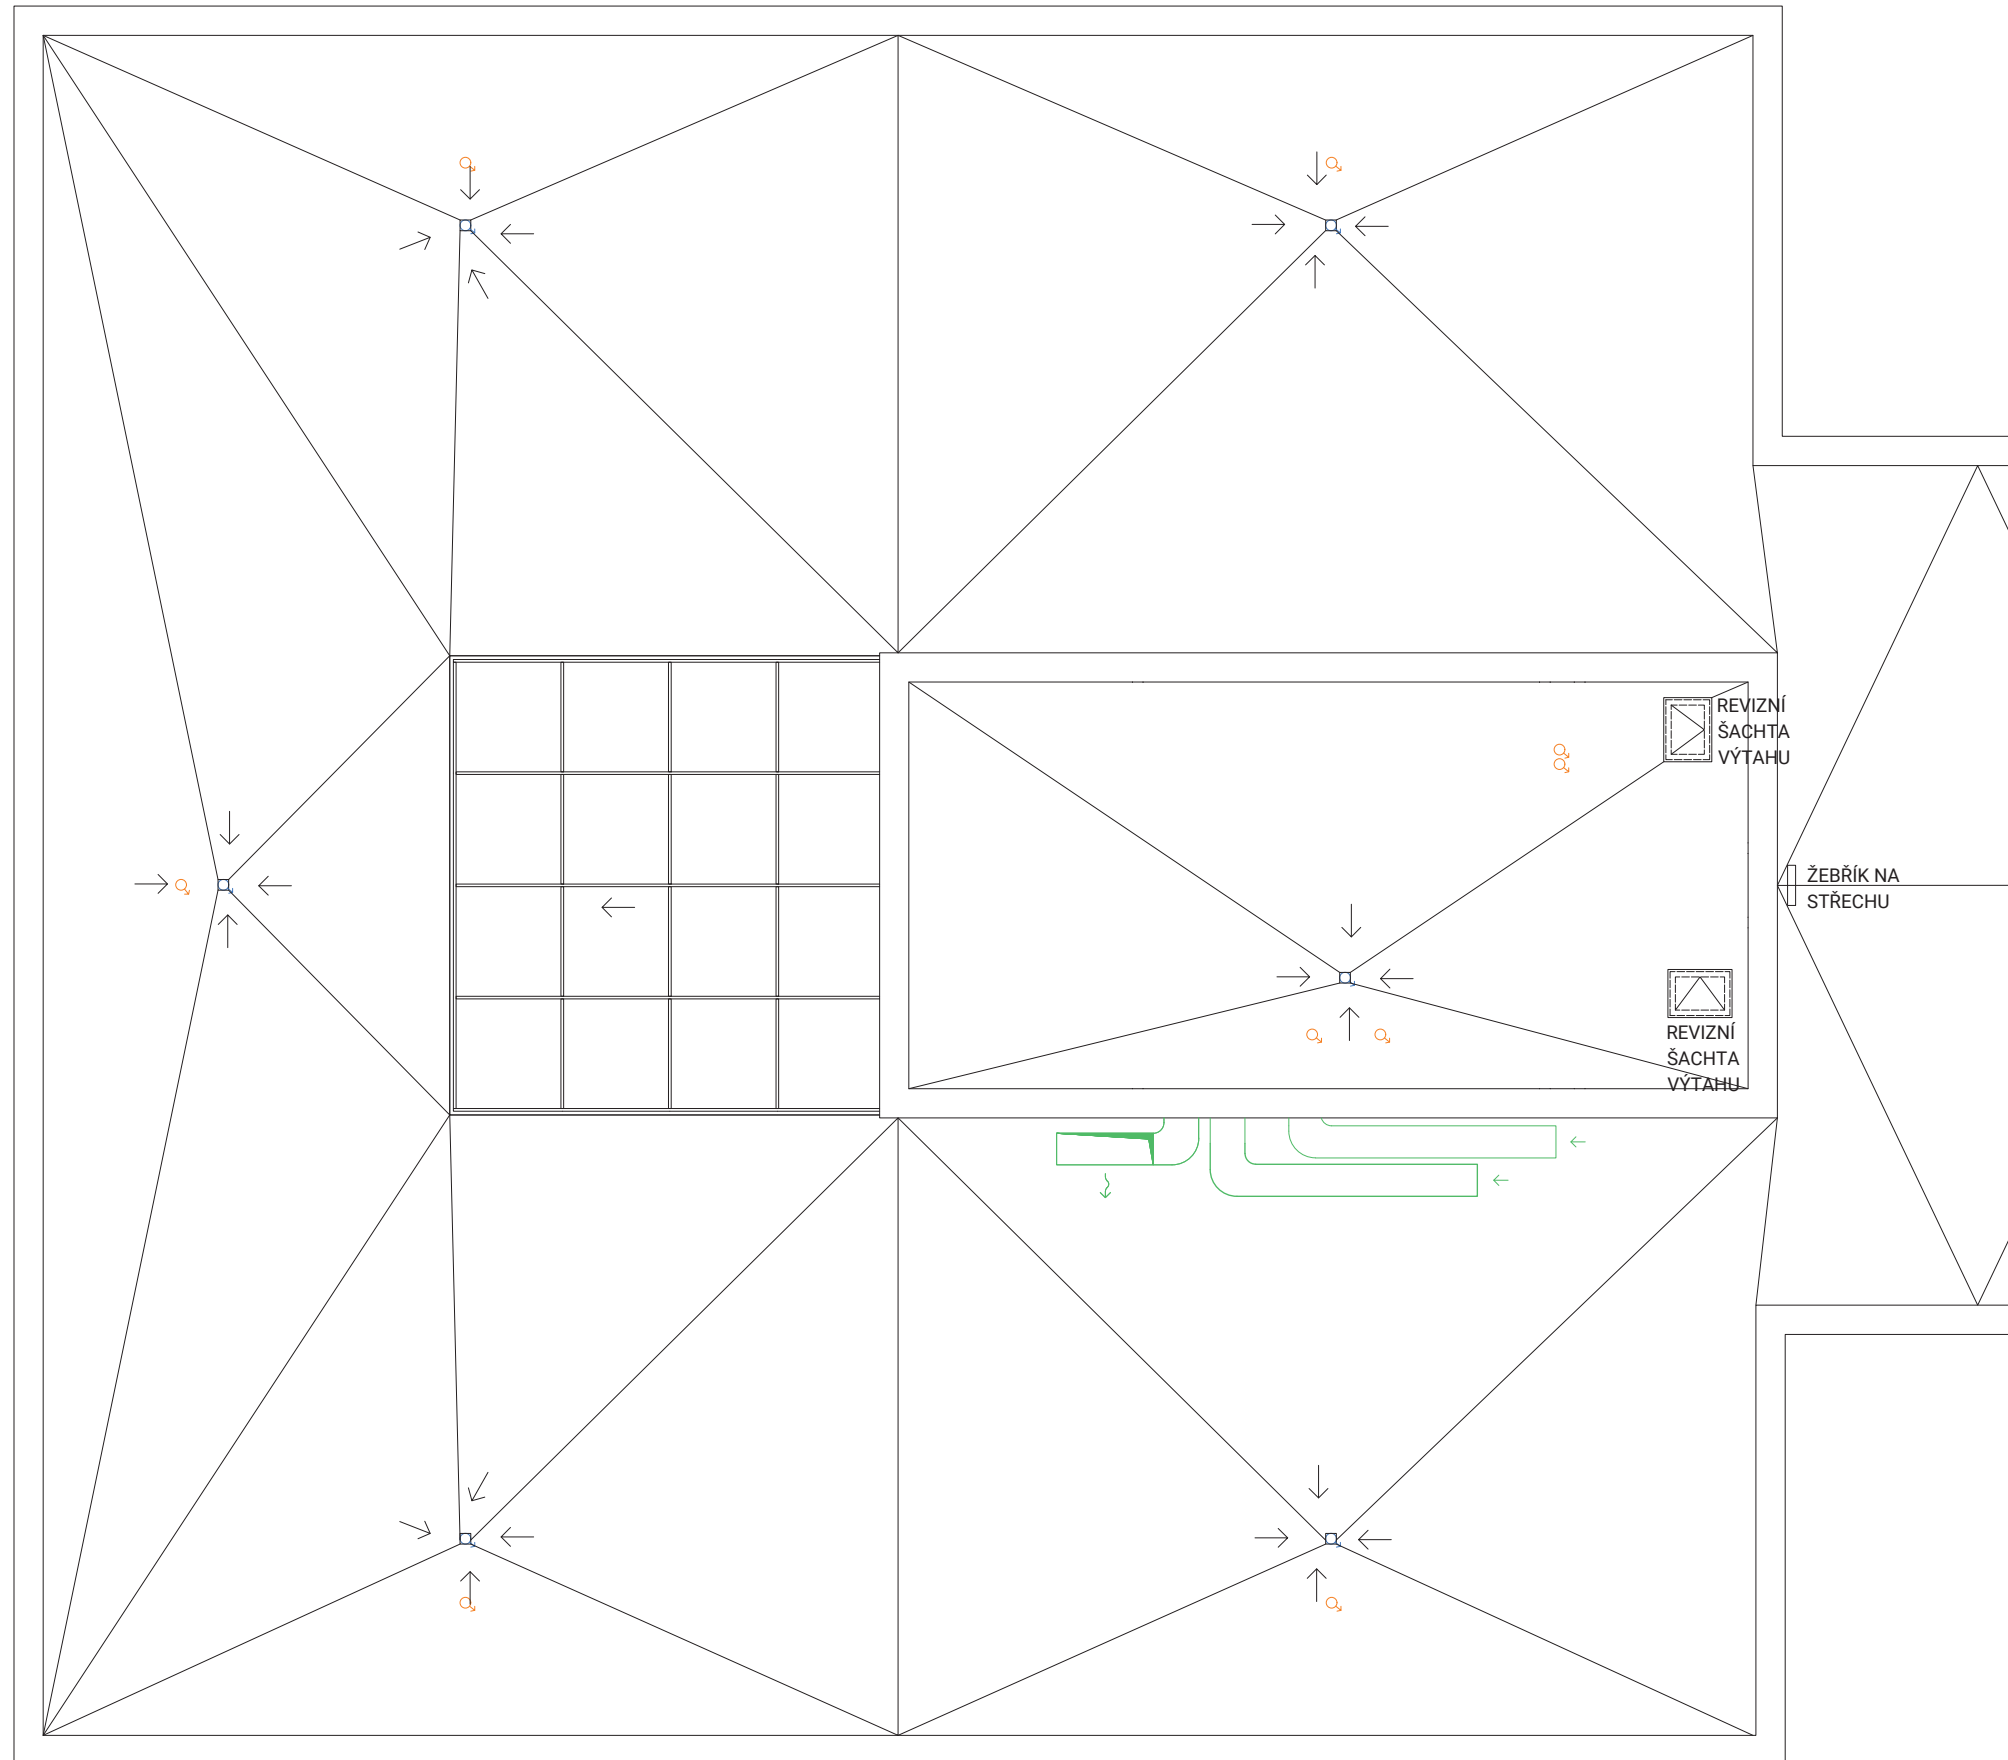 REVIZNÍ
ŠACHTA
VÝTAHU
ŽEBŘÍK NA
STŘECHU
REVIZNÍ
ŠACHTA
VÝTAHU